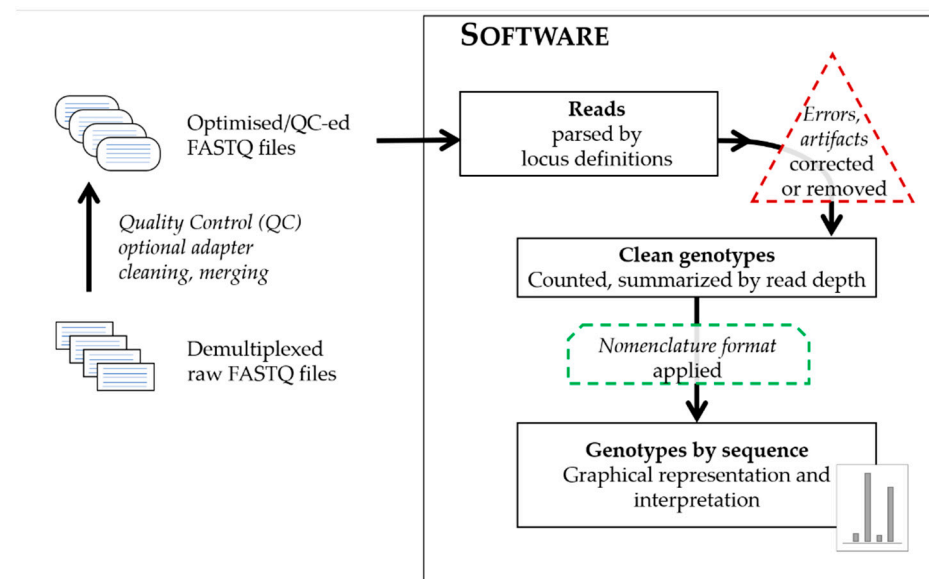 SOFTWARE
Optimised/QC-ed
FASTQ files
Quality Control (QC)
optional adapter
cleaning, merging
Demultiplexed
raw FASTQ files
Reads
parsed by
locus definitions
Errors,
artifacts
corrected
or removed
Clean genotypes
Counted, summarized by read depth
Nomenclature format
applied
Genotypes by sequence
Graphical representation and
interpretation